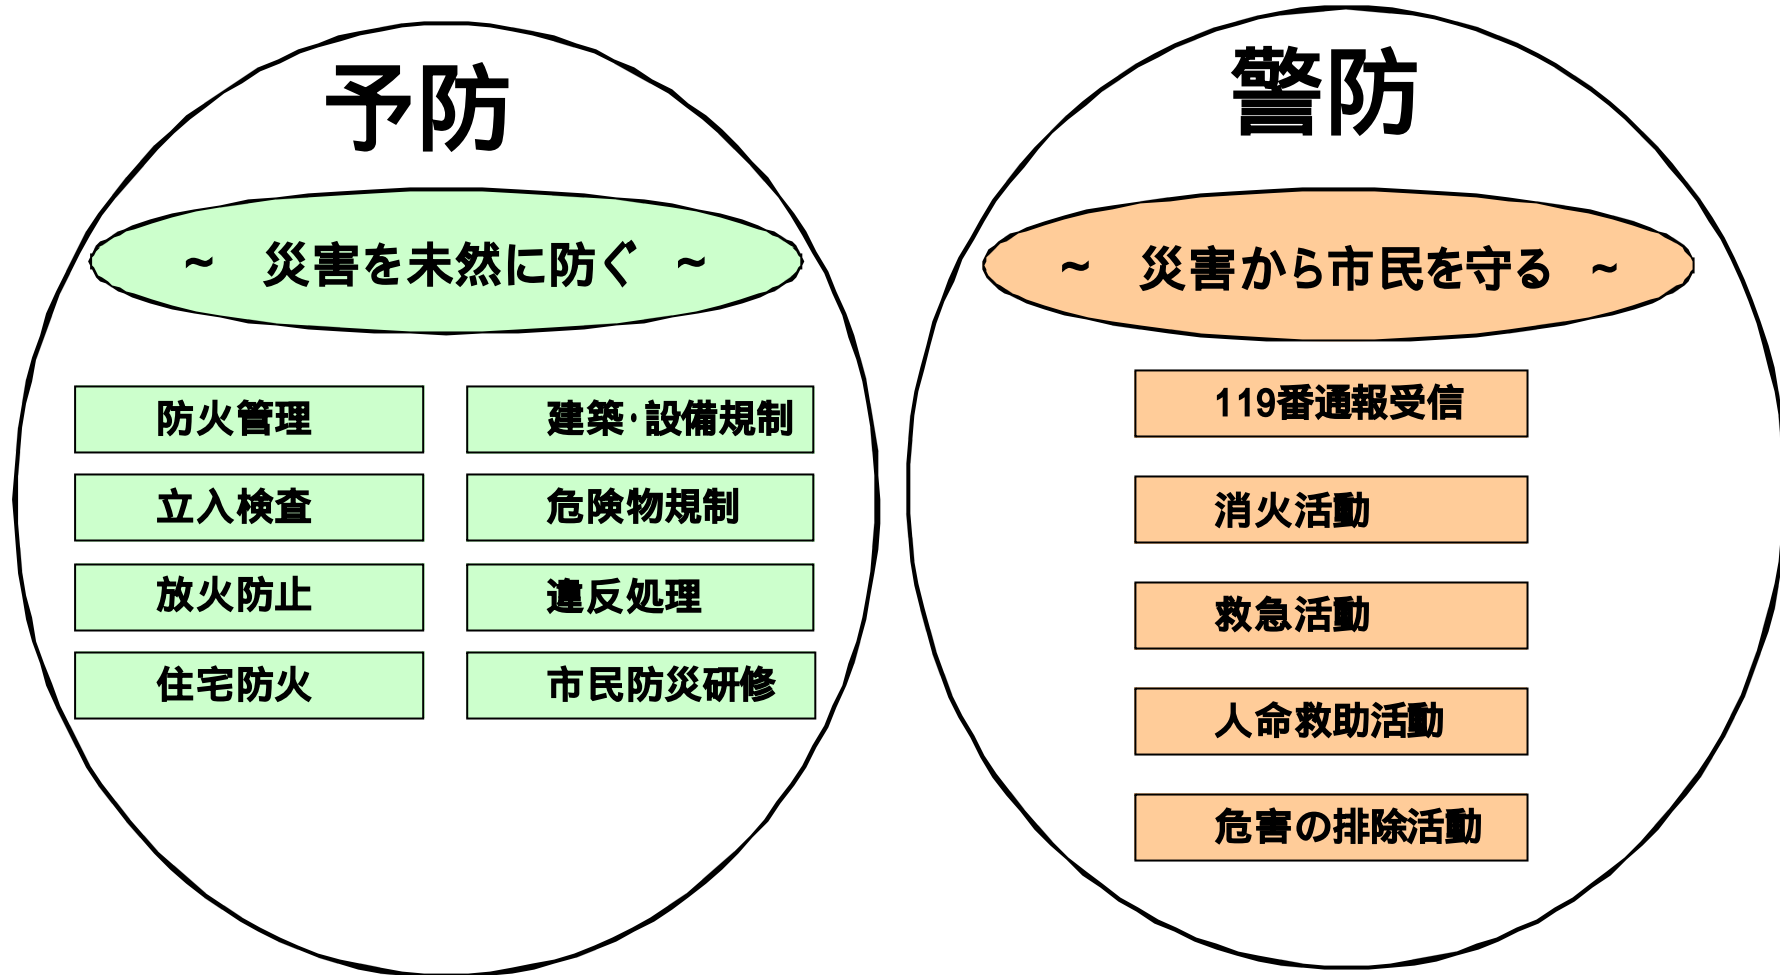 予防
~ 災害を未然に防ぐ ~
防火管理
建築・設備規制
立入検査
危険物規制
放火防止
違反処理
住宅防火
市民防災研修
警防
~ 災害から市民を守る ~
119番通報受信
消火活動
救急活動
人命救助活動
危害の排除活動